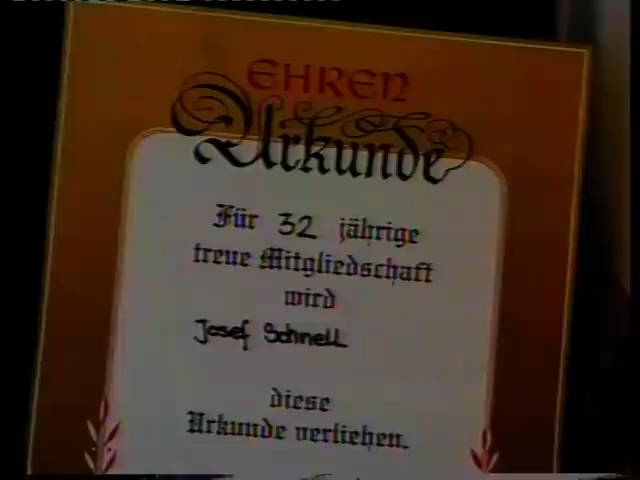 EHREN
Urkunde
Für 32 jährige
treue Mitgliedschaft
wird
Josef Schnell
diese
Urkunde verliehen.